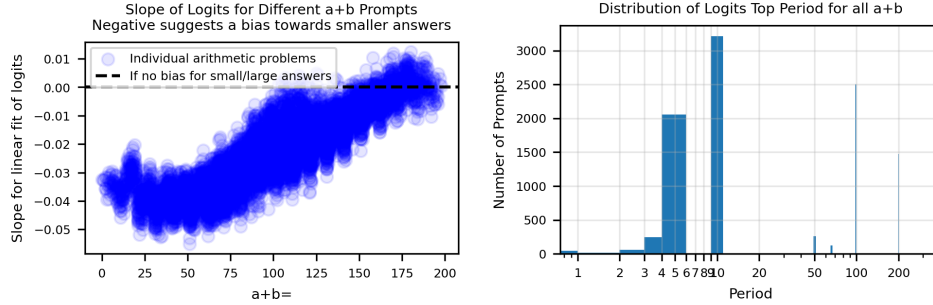 Slope of Logits for Different a+b Prompts
Negative suggests a bias towards smaller answers
Slope for linear fit of logits
0.01
0.00
−0.01
−0.02
−0.03
−0.04
−0.05
Individual arithmetic problems
If no bias for small/large answers
0 25 50 75 100 125 150 175 200
a+b=
Distribution of Logits Top Period for all a+b
Number of Prompts
3000
2500
2000
1500
1000
500
0
1 2 3 4 5 6 7 8 9 10 20 50 100 200
Period